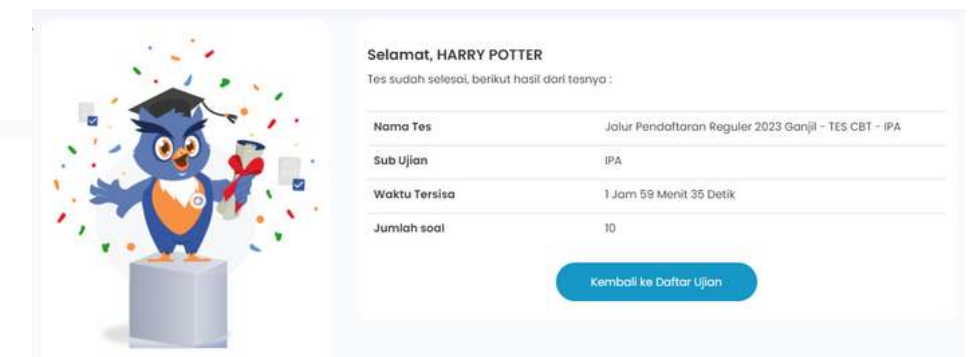 Selamat, HARRY POTTER
Tes sudah selesai, berikut hasil dari tesnya :
Nama Tes Jalur Pendaftaran Reguler 2023 Ganjil - TES CBT - IPA
Sub Ujian IPA
Waktu Tersisa 1 Jam 59 Menit 35 Detik
Jumlah soal 10
Kembali ke Daftar Ujian